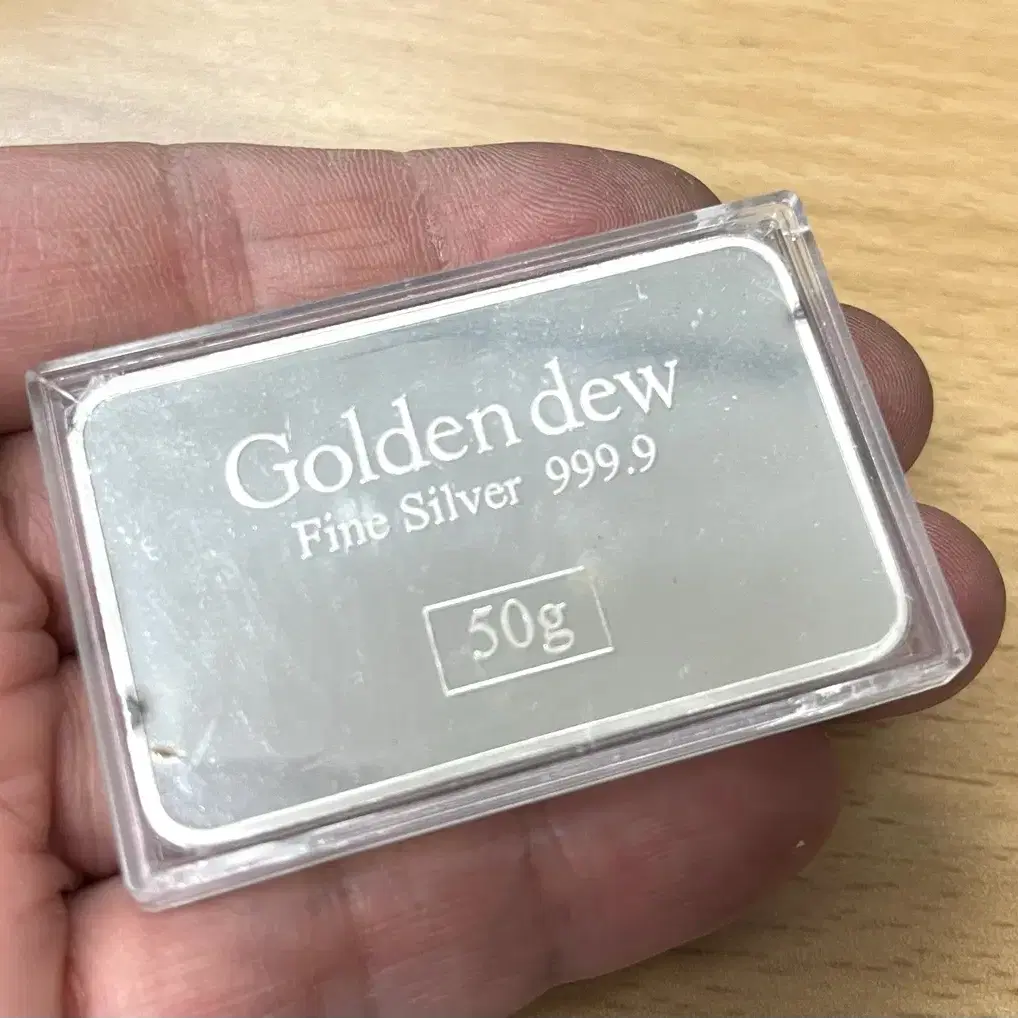 Golden dew
Fine Silver 999.9
50g